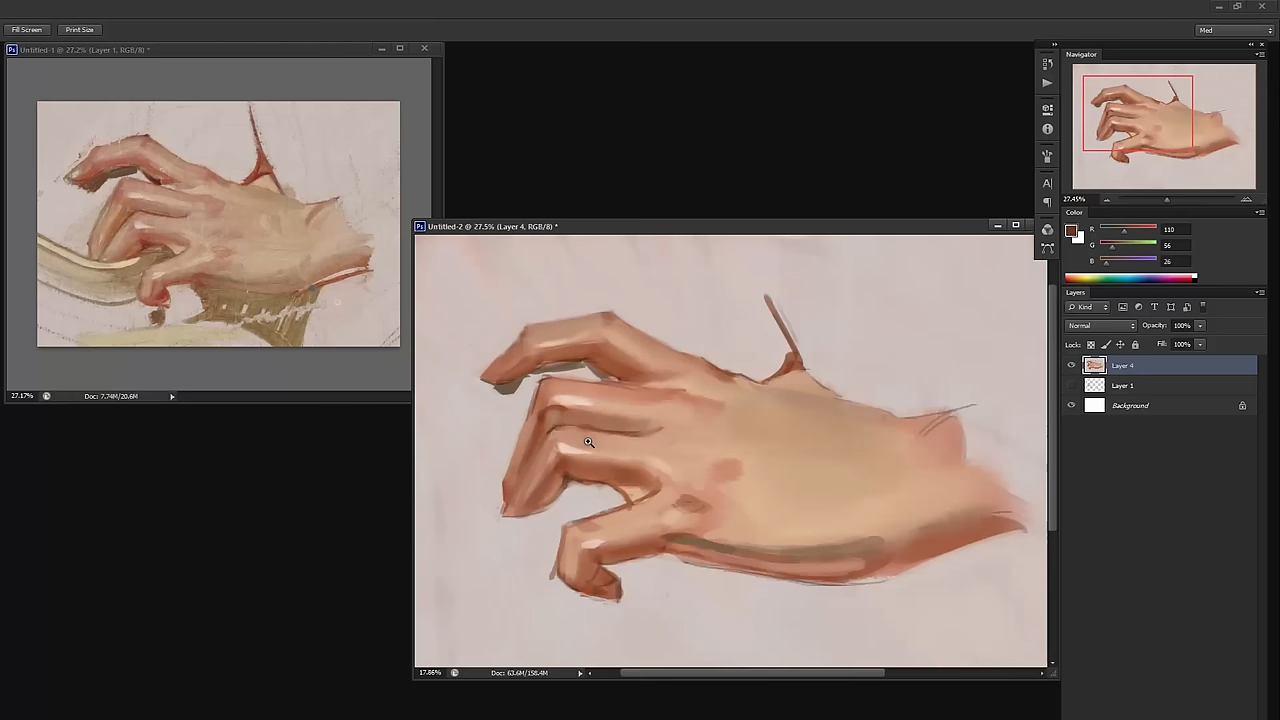 Fill Screen
Print Size
Med
Ps
Untitled-1 @ 27.2% (Layer 1, RGB/8) *
Navigator
27.17%
Doc: 7.74M/20.6M
27.45%
Color
R
110
G
56
B
26
Ps
Untitled-2 @ 27.5% (Layer 4, RGB/8) *
Layers
Kind
Normal
Opacity:
100%
Lock:
Fill:
100%
Layer 4
Layer 1
Background
17.86%
Doc: 63.6M/158.4M